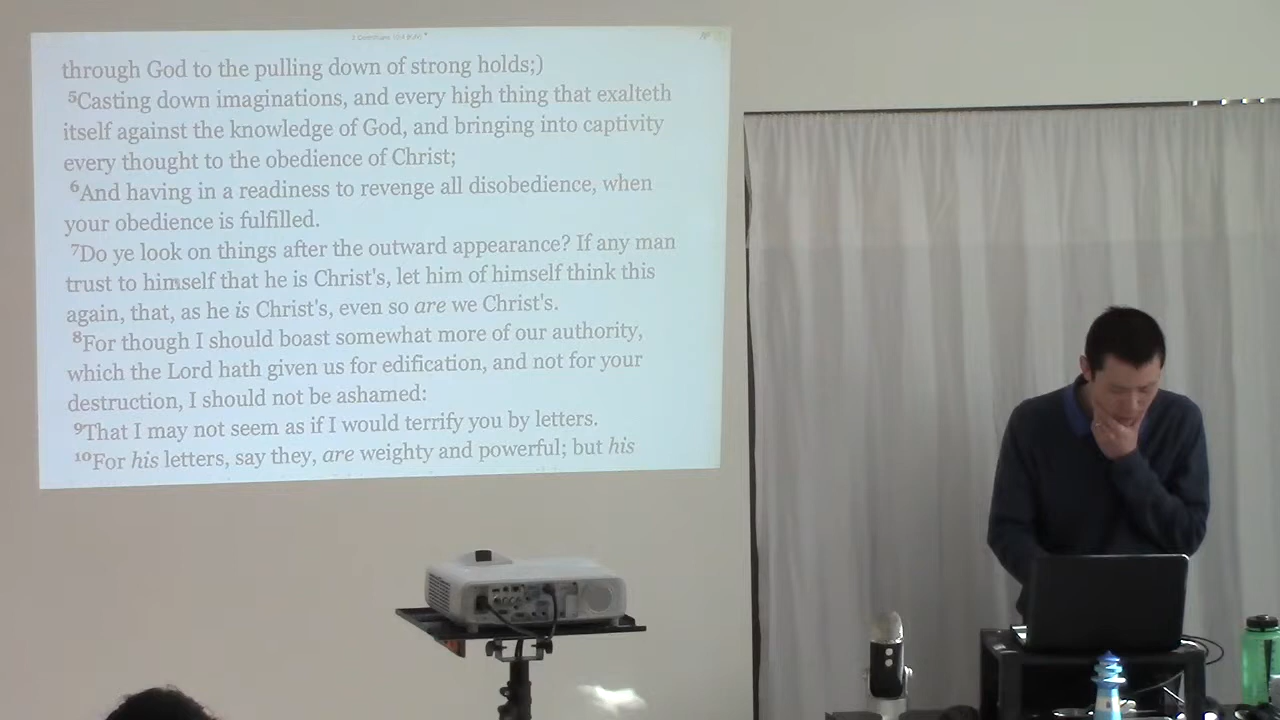 2 Corinthians 10:4 (KJV)
through God to the pulling down of strong holds;)
5Casting down imaginations, and every high thing that exalteth
itself against the knowledge of God, and bringing into captivity
every thought to the obedience of Christ;
6And having in a readiness to revenge all disobedience, when
your obedience is fulfilled.
7Do ye look on things after the outward appearance? If any man
trust to himself that he is Christ's, let him of himself think this
again, that, as he is Christ's, even so are we Christ's.
8For though I should boast somewhat more of our authority,
which the Lord hath given us for edification, and not for your
destruction, I should not be ashamed:
9That I may not seem as if I would terrify you by letters.
10For his letters, say they, are weighty and powerful; but his